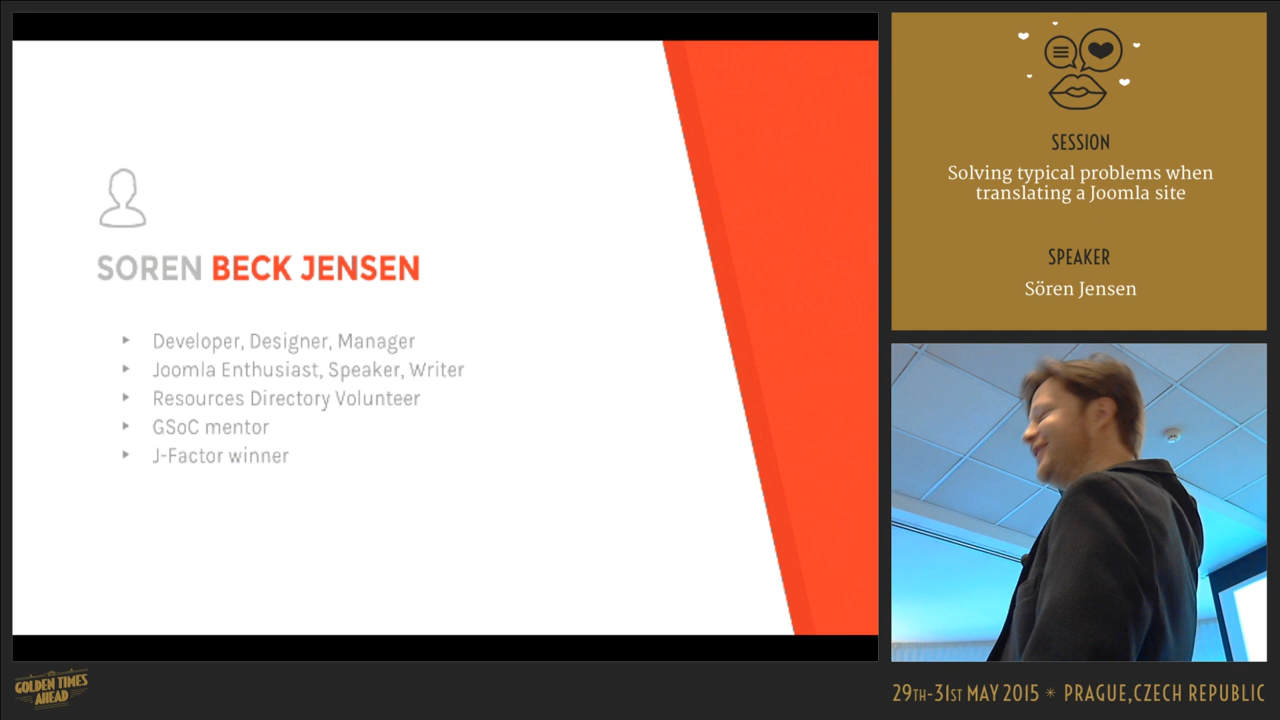 SOREN BECK JENSEN
Developer, Designer, Manager
Joomla Enthusiast, Speaker, Writer
Resources Directory Volunteer
GSoC mentor
J-Factor winner
SESSION
Solving typical problems when
translating a Joomla site
SPEAKER
Sören Jensen
GOLDEN TIMES
AHEAD
29TH-31ST MAY 2015 * PRAGUE,CZECH REPUBLIC